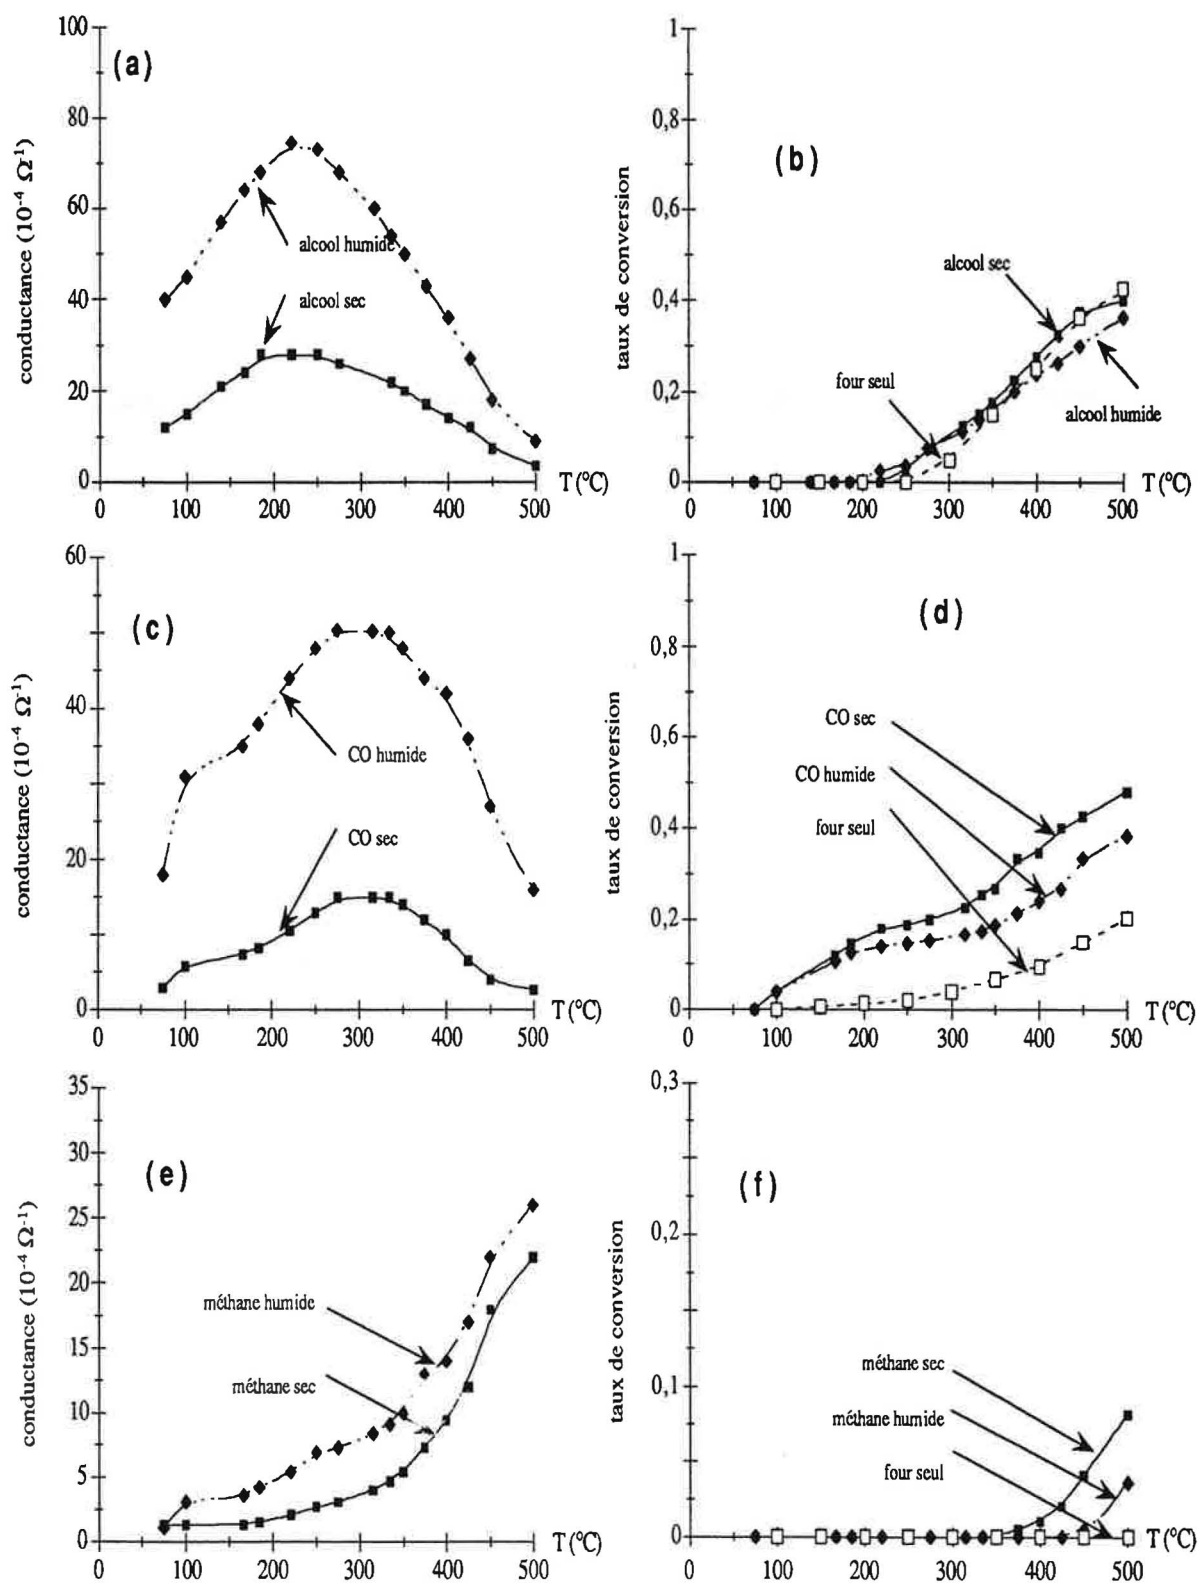 (a)
conductance (10⁻⁴ Ω⁻¹)
100
80
60
40
20
0
alcool humide
alcool sec
0 100 200 300 400 500
T (°C)
(b)
taux de conversion
1
0,8
0,6
0,4
0,2
0
alcool sec
four seul
alcool humide
0 100 200 300 400 500
T (°C)
(c)
conductance (10⁻⁴ Ω⁻¹)
60
40
20
0
CO humide
CO sec
0 100 200 300 400 500
T (°C)
(d)
taux de conversion
1
0,8
0,6
0,4
0,2
0
CO sec
CO humide
four seul
0 100 200 300 400 500
T (°C)
(e)
conductance (10⁻⁴ Ω⁻¹)
35
30
25
20
15
10
5
0
méthane humide
méthane sec
0 100 200 300 400 500
T (°C)
(f)
taux de conversion
0,3
0,2
0,1
0
méthane sec
méthane humide
four seul
0 100 200 300 400 500
T (°C)